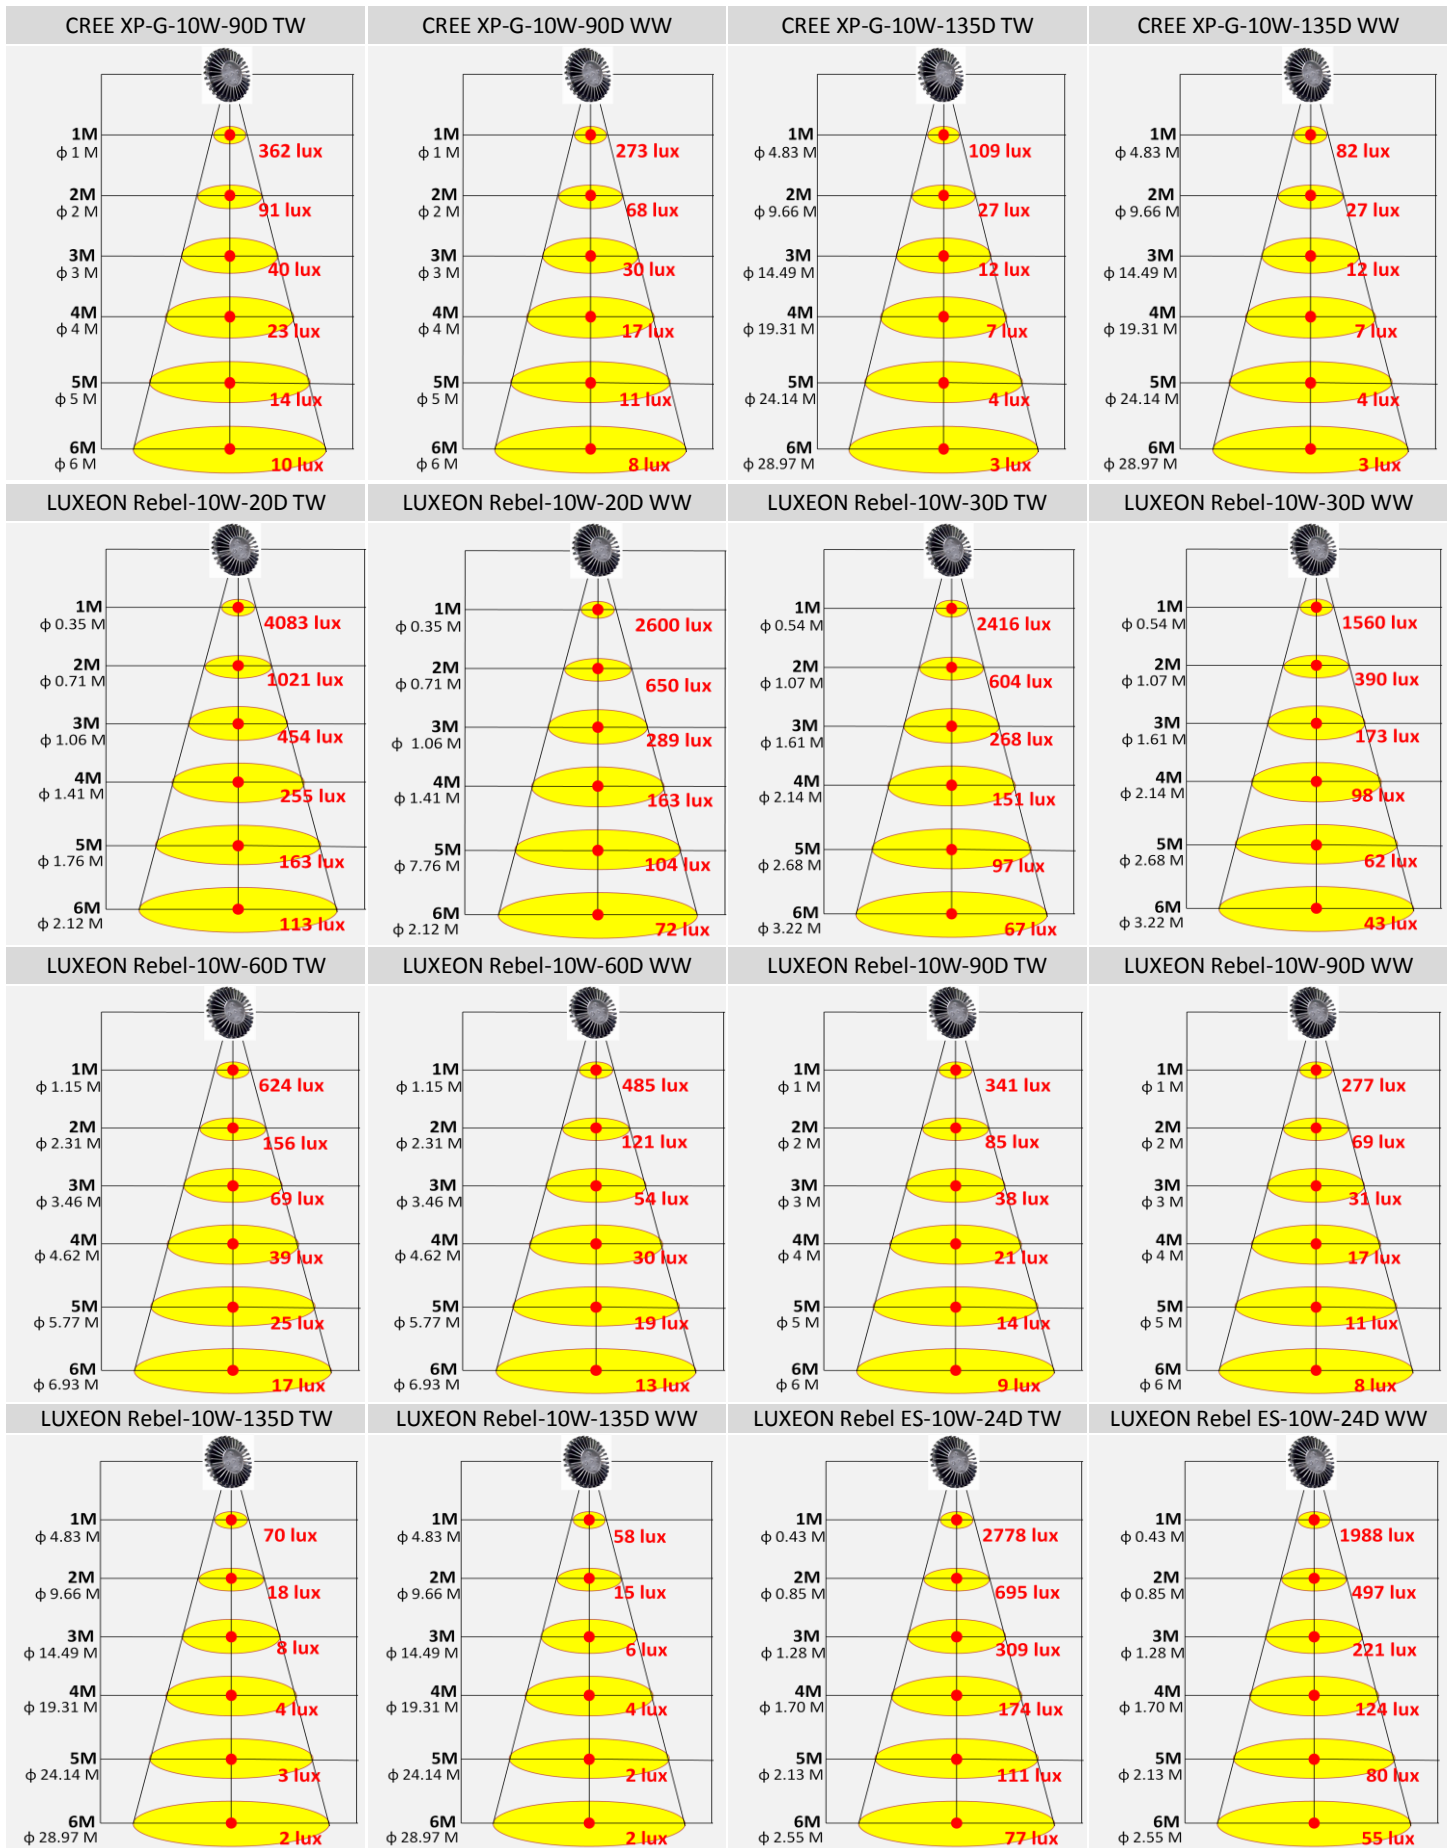 CREE XP-G-10W-90D TW
1M
ϕ 1 M
362 lux
2M
ϕ 2 M
91 lux
3M
ϕ 3 M
40 lux
4M
ϕ 4 M
23 lux
5M
ϕ 5 M
14 lux
6M
ϕ 6 M
10 lux
CREE XP-G-10W-90D WW
1M
ϕ 1 M
273 lux
2M
ϕ 2 M
68 lux
3M
ϕ 3 M
30 lux
4M
ϕ 4 M
17 lux
5M
ϕ 5 M
11 lux
6M
ϕ 6 M
8 lux
CREE XP-G-10W-135D TW
1M
ϕ 4.83 M
109 lux
2M
ϕ 9.66 M
27 lux
3M
ϕ 14.49 M
12 lux
4M
ϕ 19.31 M
7 lux
5M
ϕ 24.14 M
4 lux
6M
ϕ 28.97 M
3 lux
CREE XP-G-10W-135D WW
1M
ϕ 4.83 M
82 lux
2M
ϕ 9.66 M
27 lux
3M
ϕ 14.49 M
12 lux
4M
ϕ 19.31 M
7 lux
5M
ϕ 24.14 M
4 lux
6M
ϕ 28.97 M
3 lux
LUXEON Rebel-10W-20D TW
1M
ϕ 0.35 M
4083 lux
2M
ϕ 0.71 M
1021 lux
3M
ϕ 1.06 M
454 lux
4M
ϕ 1.41 M
255 lux
5M
ϕ 1.76 M
163 lux
6M
ϕ 2.12 M
113 lux
LUXEON Rebel-10W-20D WW
1M
ϕ 0.35 M
2600 lux
2M
ϕ 0.71 M
650 lux
3M
ϕ 1.06 M
289 lux
4M
ϕ 1.41 M
163 lux
5M
ϕ 7.76 M
104 lux
6M
ϕ 2.12 M
72 lux
LUXEON Rebel-10W-30D TW
1M
ϕ 0.54 M
2416 lux
2M
ϕ 1.07 M
604 lux
3M
ϕ 1.61 M
268 lux
4M
ϕ 2.14 M
151 lux
5M
ϕ 2.68 M
97 lux
6M
ϕ 3.22 M
67 lux
LUXEON Rebel-10W-30D WW
1M
ϕ 0.54 M
1560 lux
2M
ϕ 1.07 M
390 lux
3M
ϕ 1.61 M
173 lux
4M
ϕ 2.14 M
98 lux
5M
ϕ 2.68 M
62 lux
6M
ϕ 3.22 M
43 lux
LUXEON Rebel-10W-60D TW
1M
ϕ 1.15 M
624 lux
2M
ϕ 2.31 M
156 lux
3M
ϕ 3.46 M
69 lux
4M
ϕ 4.62 M
39 lux
5M
ϕ 5.77 M
25 lux
6M
ϕ 6.93 M
17 lux
LUXEON Rebel-10W-60D WW
1M
ϕ 1.15 M
485 lux
2M
ϕ 2.31 M
121 lux
3M
ϕ 3.46 M
54 lux
4M
ϕ 4.62 M
30 lux
5M
ϕ 5.77 M
19 lux
6M
ϕ 6.93 M
13 lux
LUXEON Rebel-10W-90D TW
1M
ϕ 1 M
341 lux
2M
ϕ 2 M
85 lux
3M
ϕ 3 M
38 lux
4M
ϕ 4 M
21 lux
5M
ϕ 5 M
14 lux
6M
ϕ 6 M
9 lux
LUXEON Rebel-10W-90D WW
1M
ϕ 1 M
277 lux
2M
ϕ 2 M
69 lux
3M
ϕ 3 M
31 lux
4M
ϕ 4 M
17 lux
5M
ϕ 5 M
11 lux
6M
ϕ 6 M
8 lux
LUXEON Rebel-10W-135D TW
1M
ϕ 4.83 M
70 lux
2M
ϕ 9.66 M
18 lux
3M
ϕ 14.49 M
8 lux
4M
ϕ 19.31 M
4 lux
5M
ϕ 24.14 M
3 lux
6M
ϕ 28.97 M
2 lux
LUXEON Rebel-10W-135D WW
1M
ϕ 4.83 M
58 lux
2M
ϕ 9.66 M
15 lux
3M
ϕ 14.49 M
6 lux
4M
ϕ 19.31 M
4 lux
5M
ϕ 24.14 M
2 lux
6M
ϕ 28.97 M
2 lux
LUXEON Rebel ES-10W-24D TW
1M
ϕ 0.43 M
2778 lux
2M
ϕ 0.85 M
695 lux
3M
ϕ 1.28 M
309 lux
4M
ϕ 1.70 M
174 lux
5M
ϕ 2.13 M
111 lux
6M
ϕ 2.55 M
77 lux
LUXEON Rebel ES-10W-24D WW
1M
ϕ 0.43 M
1988 lux
2M
ϕ 0.85 M
497 lux
3M
ϕ 1.28 M
221 lux
4M
ϕ 1.70 M
124 lux
5M
ϕ 2.13 M
80 lux
6M
ϕ 2.55 M
55 lux